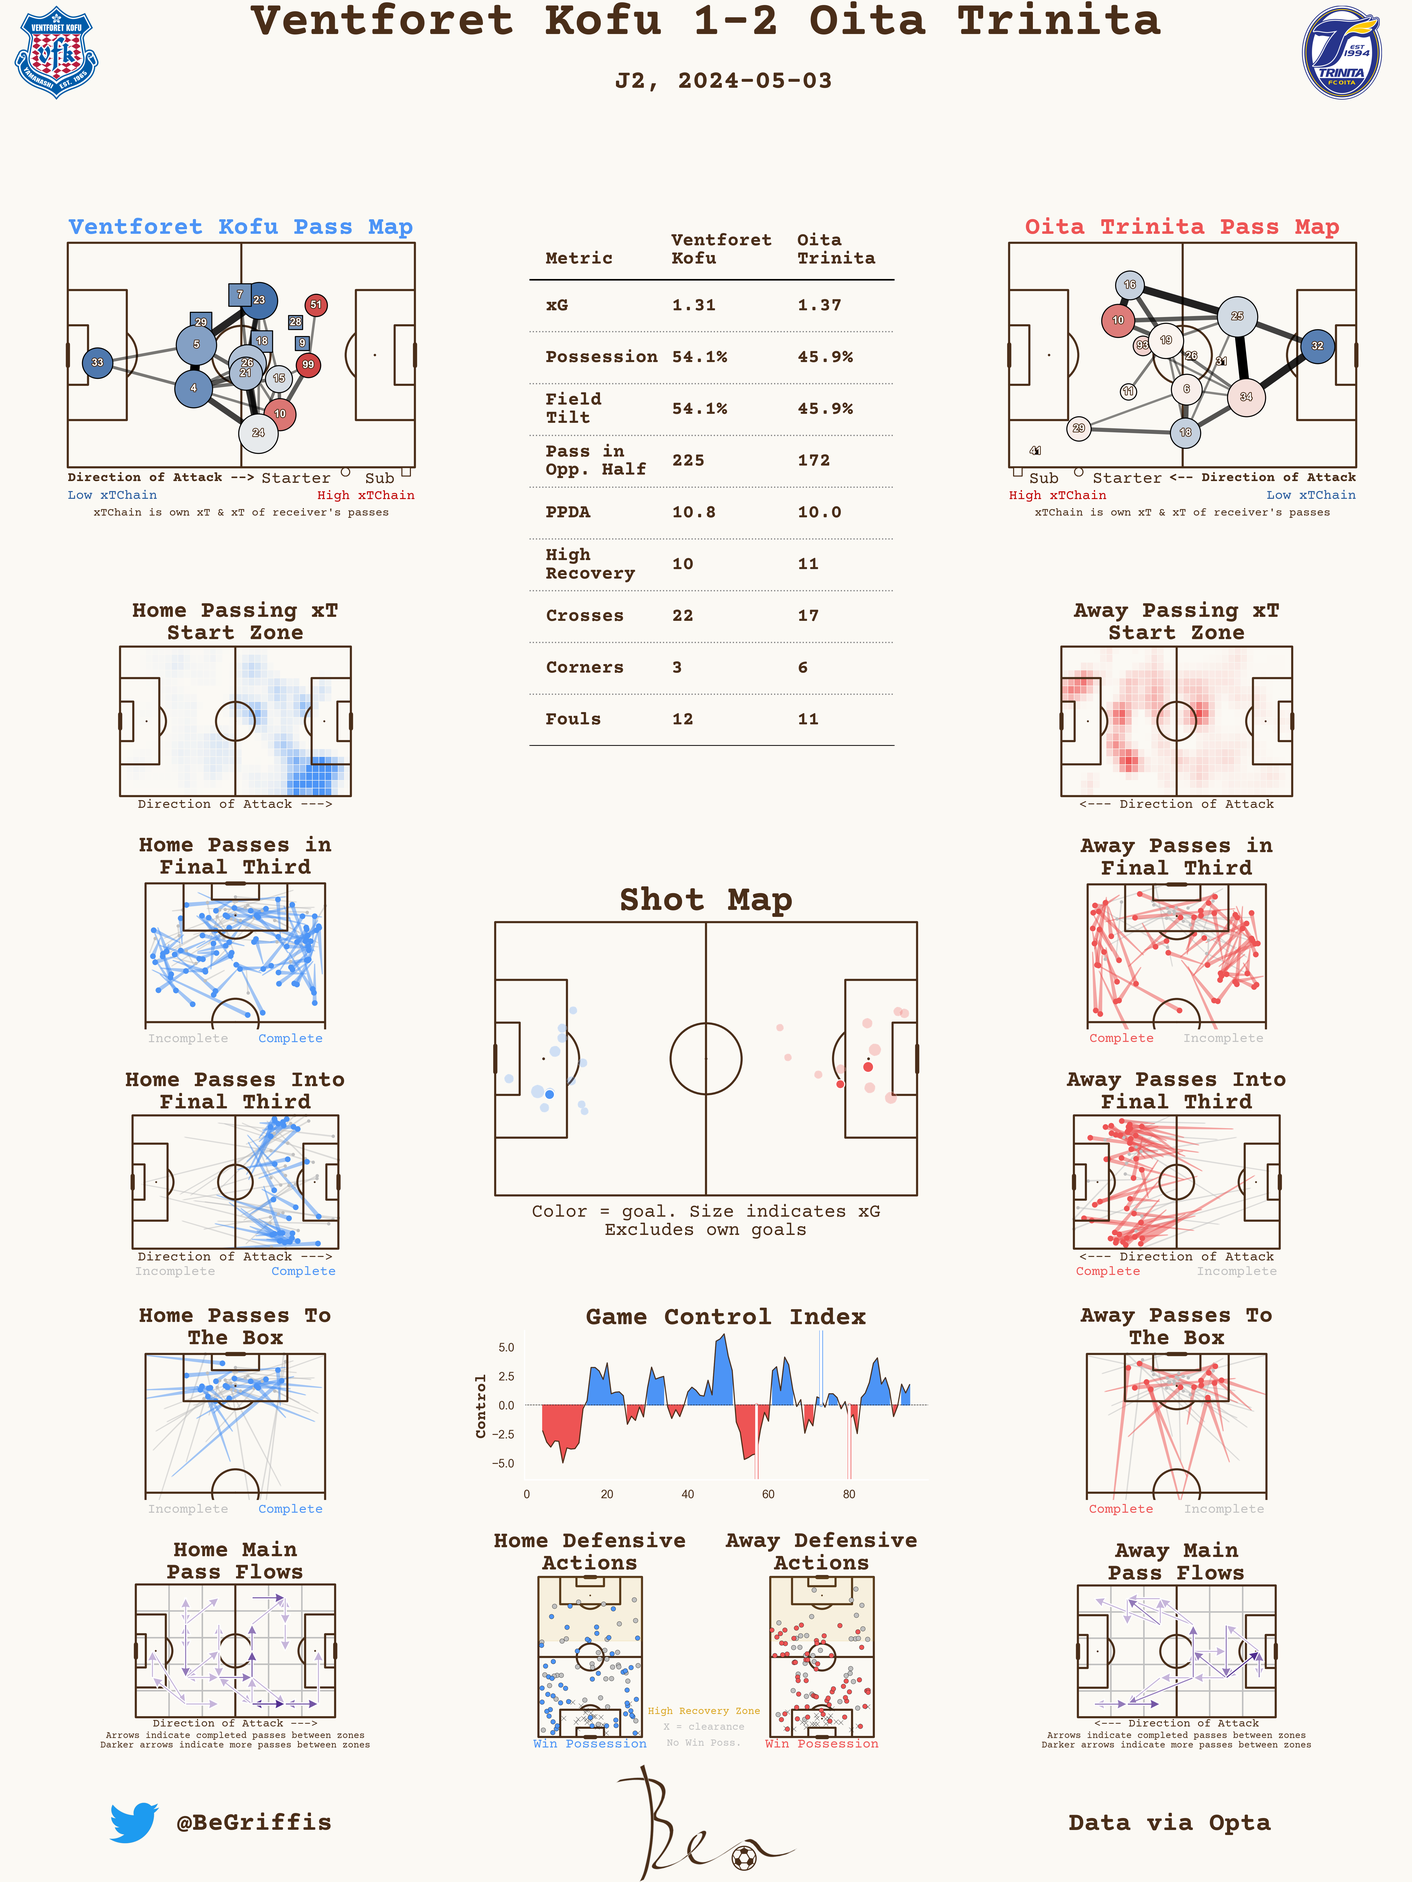 Ventforet Kofu 1-2 Oita Trinita
J2, 2024-05-03
VENTFORET KOFU
vfk
YAMANASHI EST. 1965
EST
1994
TRINITA
FC OITA
Ventforet Kofu Pass Map
7
23
51
29
28
5
18
9
33
26
21
99
15
4
10
24
Direction of Attack --> Starter Sub
Low xTChain High xTChain
xTChain is own xT & xT of receiver's passes
Metric Ventforet Kofu Oita Trinita
xG 1.31 1.37
Possession 54.1% 45.9%
Field Tilt 54.1% 45.9%
Pass in Opp. Half 225 172
PPDA 10.8 10.0
High Recovery 10 11
Crosses 22 17
Corners 3 6
Fouls 12 11
Oita Trinita Pass Map
16
10
25
93
19
32
26
31
11
6
34
29
18
41
Sub Starter <-- Direction of Attack
High xTChain Low xTChain
xTChain is own xT & xT of receiver's passes
Home Passing xT
Start Zone
Direction of Attack --->
Away Passing xT
Start Zone
<--- Direction of Attack
Home Passes in
Final Third
Incomplete Complete
Away Passes in
Final Third
Complete Incomplete
Shot Map
Color = goal. Size indicates xG
Excludes own goals
Home Passes Into
Final Third
Direction of Attack --->
Incomplete Complete
Away Passes Into
Final Third
<--- Direction of Attack
Complete Incomplete
Home Passes To
The Box
Incomplete Complete
Game Control Index
Control
5.0
2.5
0.0
−2.5
−5.0
0 20 40 60 80
Away Passes To
The Box
Complete Incomplete
Home Main
Pass Flows
Direction of Attack --->
Arrows indicate completed passes between zones
Darker arrows indicate more passes between zones
Home Defensive
Actions
Win Possession
Away Defensive
Actions
Win Possession
High Recovery Zone
X = clearance
No Win Poss.
Away Main
Pass Flows
<--- Direction of Attack
Arrows indicate completed passes between zones
Darker arrows indicate more passes between zones
@BeGriffis
Ben
Data via Opta